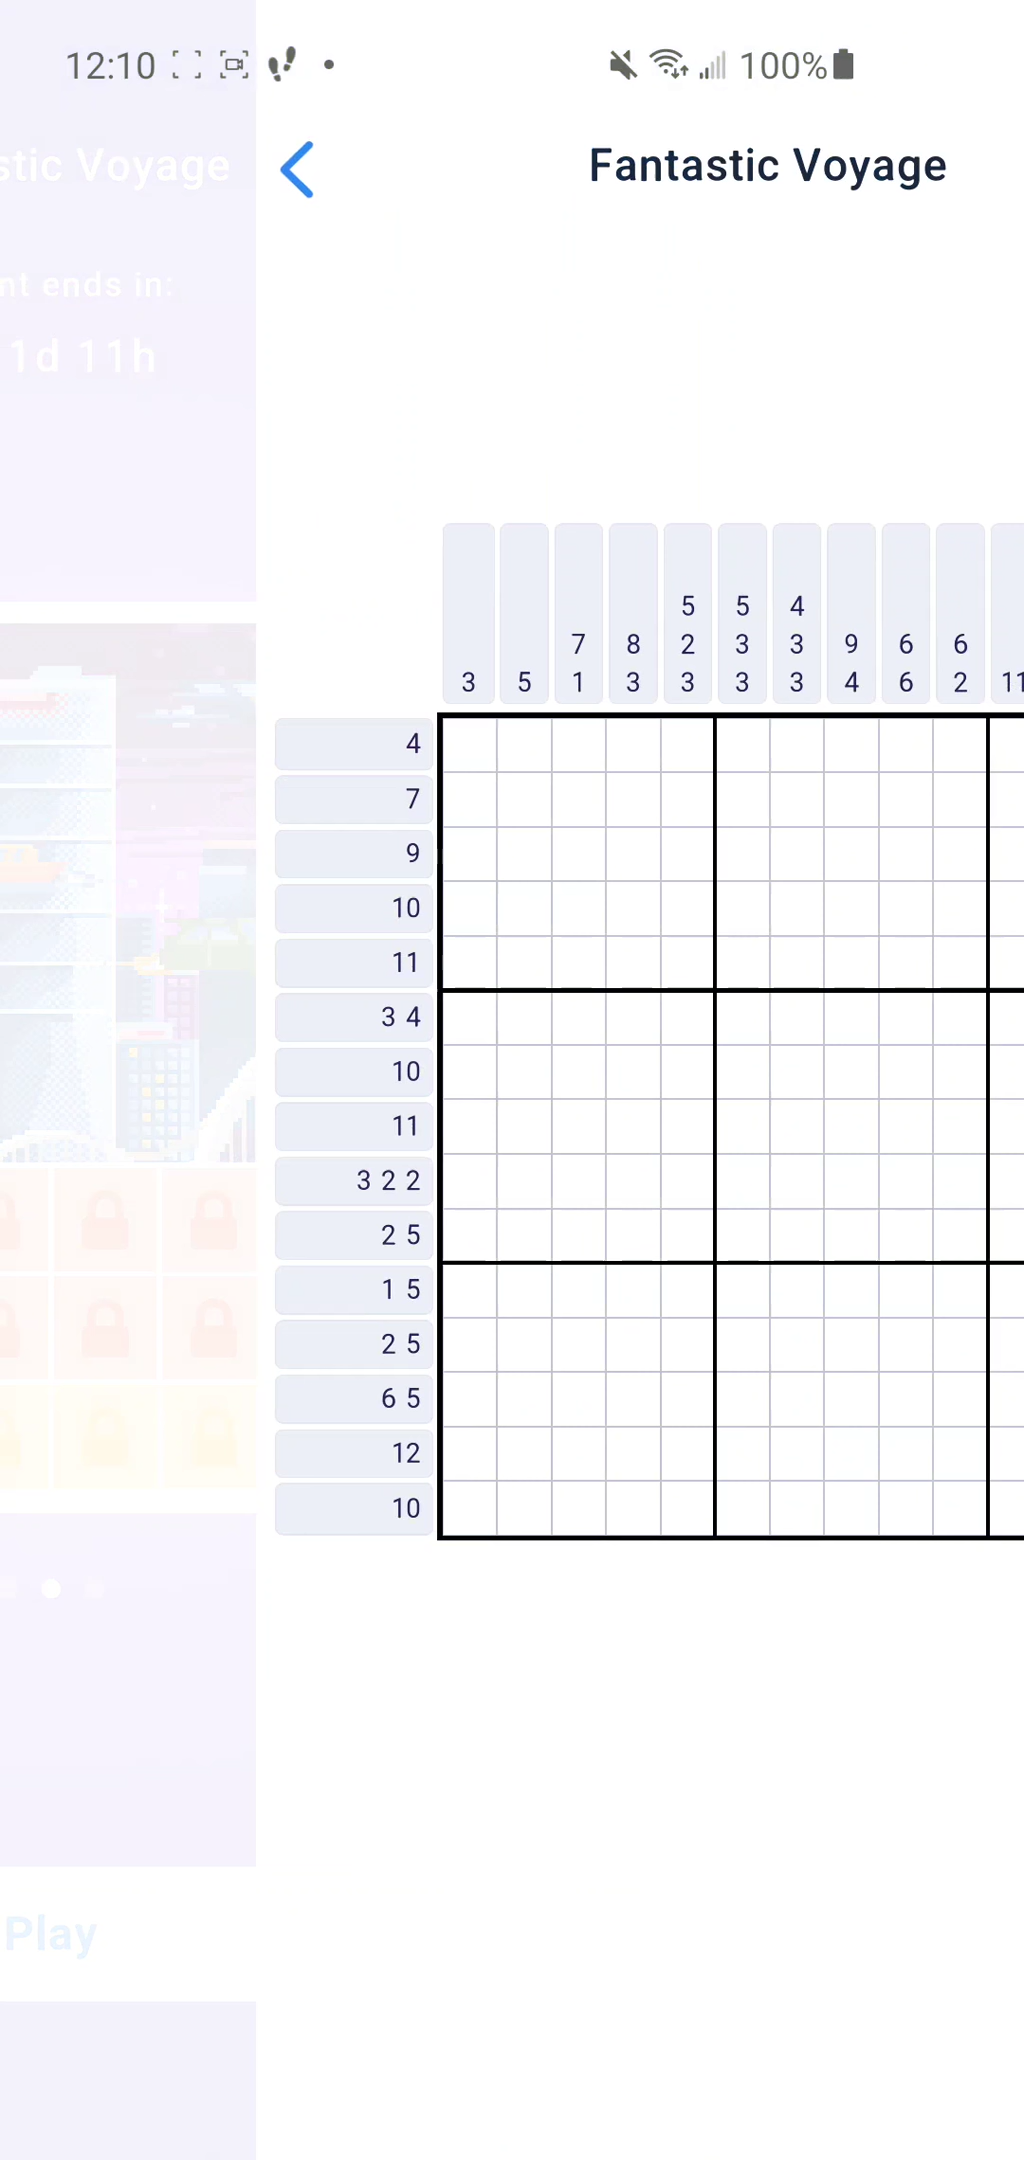 12:10 100%
stic Voyage
Fantastic Voyage
nt ends in:
1d 11h
5 5 4
7 8 2 3 3 9 6 6
3 5 1 3 3 3 3 4 6 2 11
4
7
9
10
11
3 4
10
11
3 2 2
2 5
1 5
2 5
6 5
12
10
Play